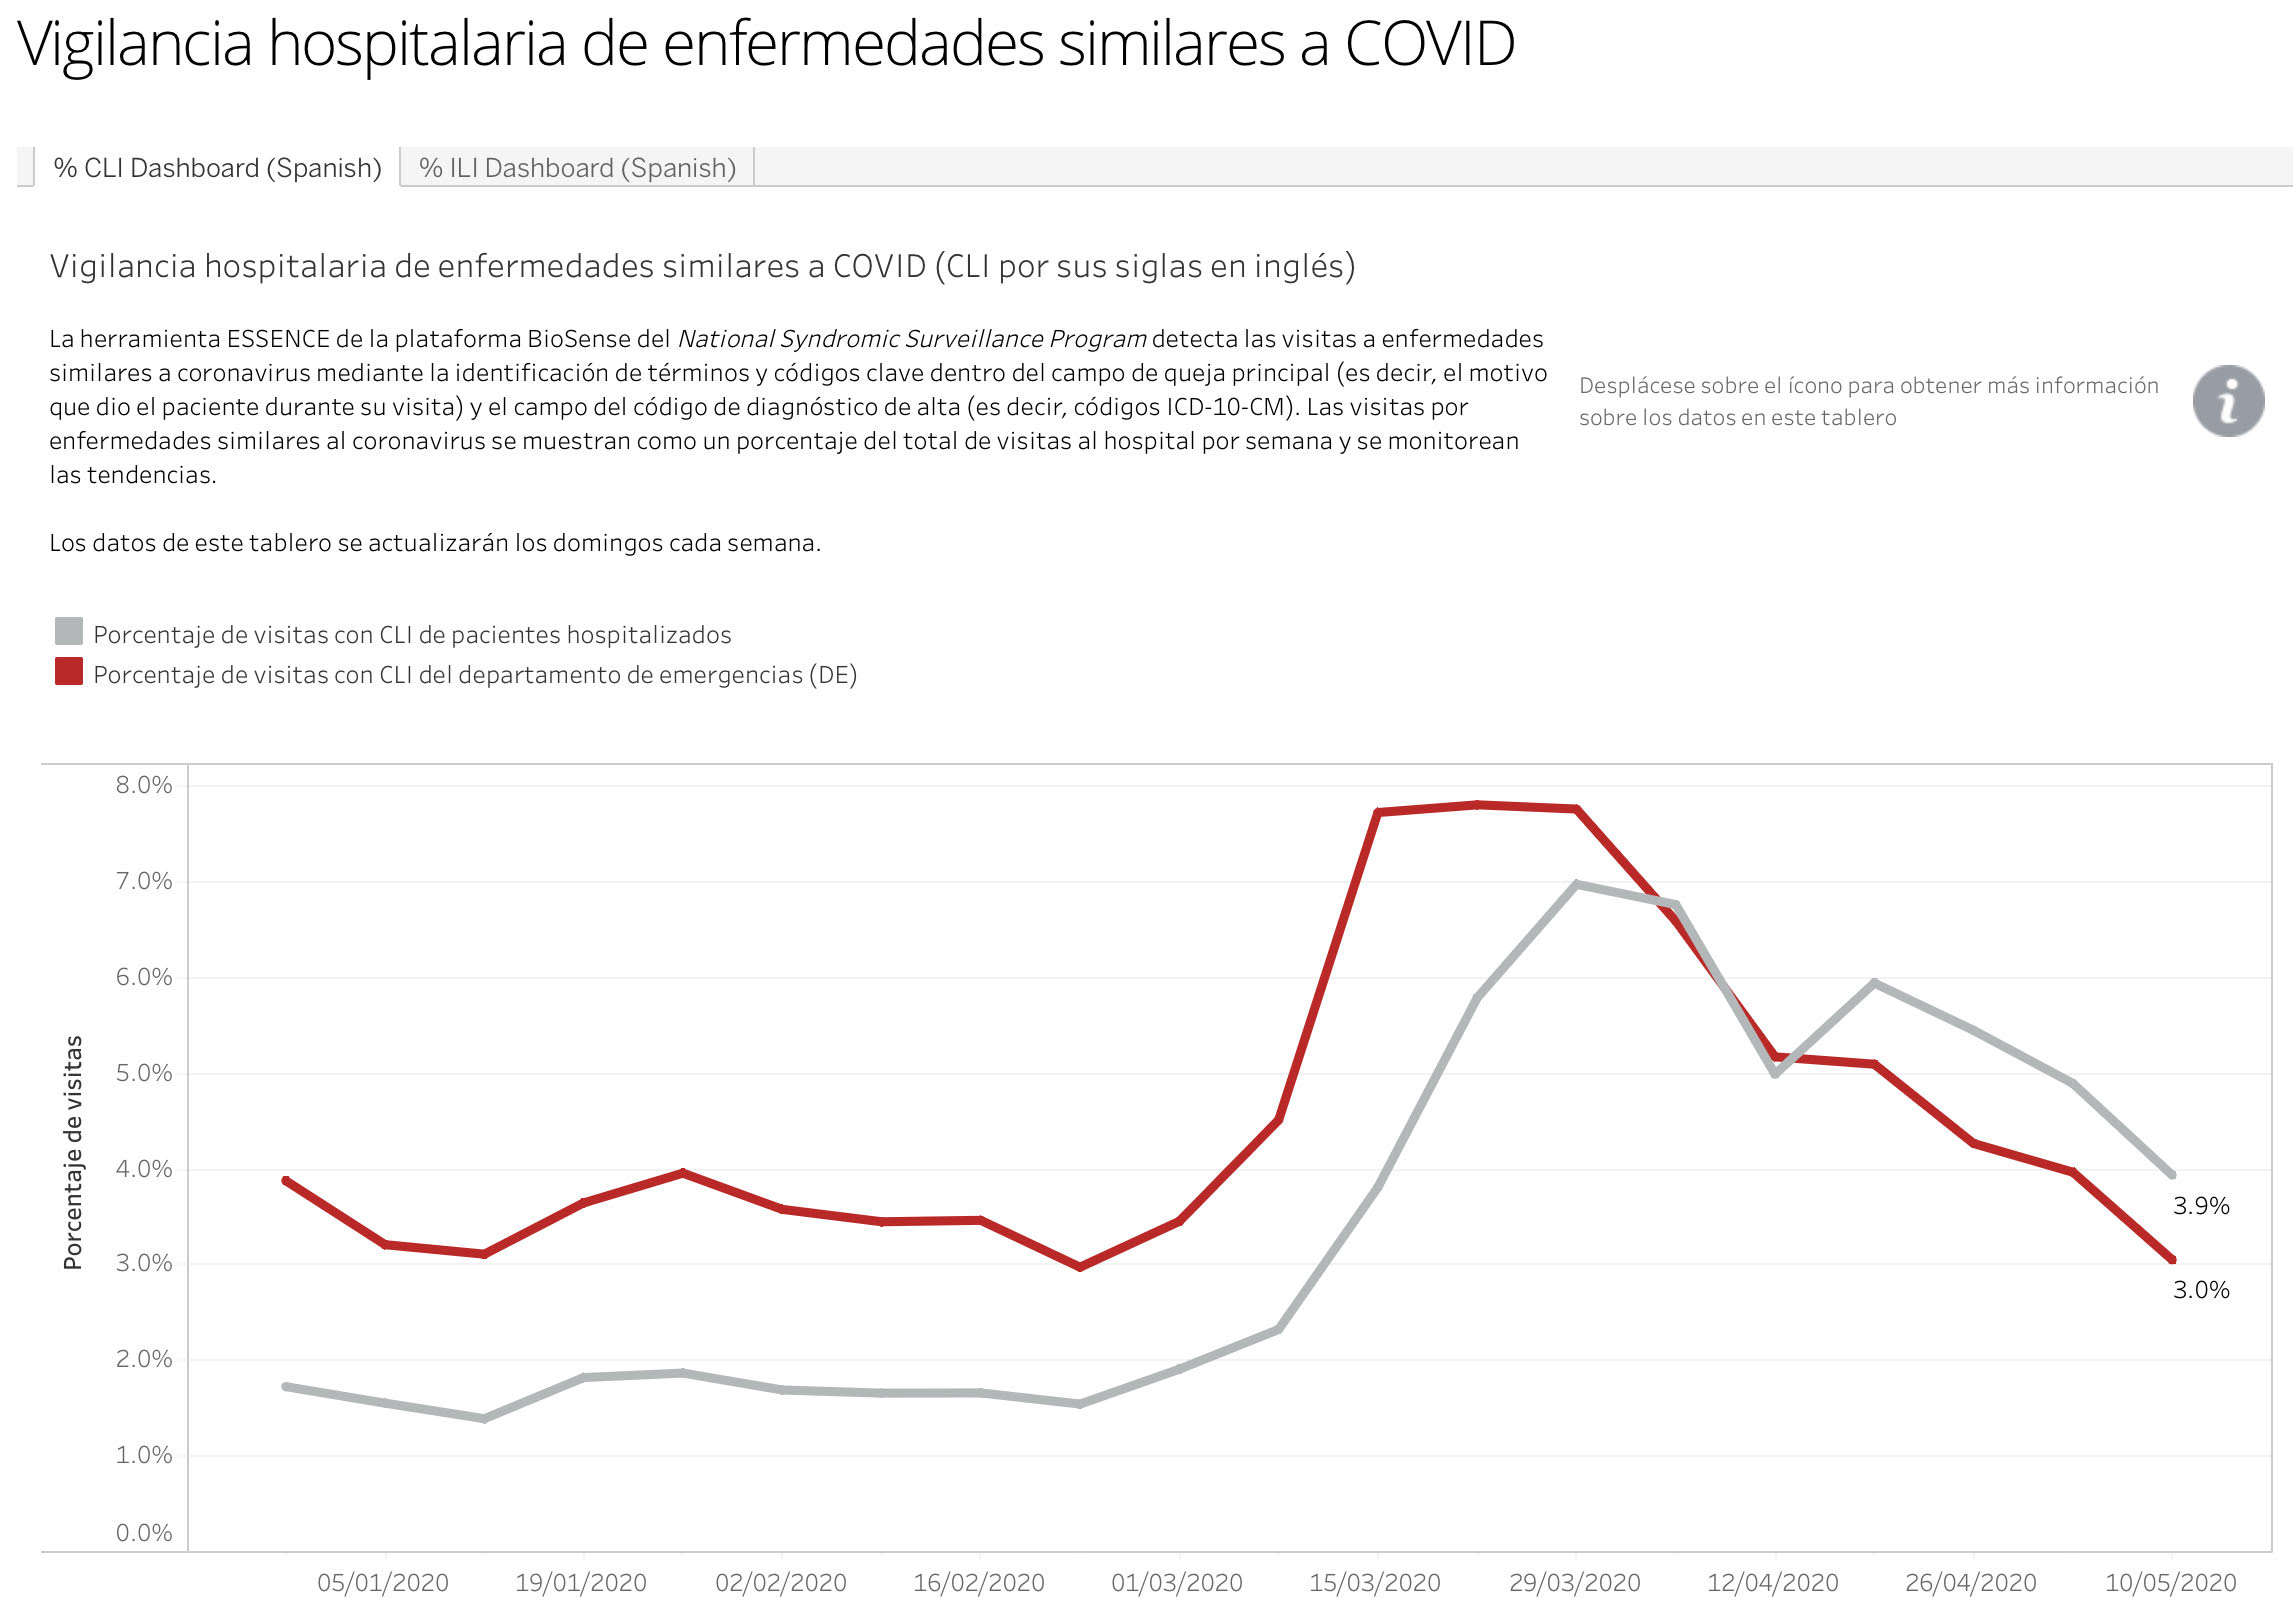 Vigilancia hospitalaria de enfermedades similares a COVID
% CLI Dashboard (Spanish)
% ILI Dashboard (Spanish)
Vigilancia hospitalaria de enfermedades similares a COVID (CLI por sus siglas en inglés)
La herramienta ESSENCE de la plataforma BioSense del National Syndromic Surveillance Program detecta las visitas a enfermedades
similares a coronavirus mediante la identificación de términos y códigos clave dentro del campo de queja principal (es decir, el motivo
que dio el paciente durante su visita) y el campo del código de diagnóstico de alta (es decir, códigos ICD-10-CM). Las visitas por
enfermedades similares al coronavirus se muestran como un porcentaje del total de visitas al hospital por semana y se monitorean
las tendencias.
Los datos de este tablero se actualizarán los domingos cada semana.
Desplácese sobre el ícono para obtener más información
sobre los datos en este tablero
i
Porcentaje de visitas con CLI de pacientes hospitalizados
Porcentaje de visitas con CLI del departamento de emergencias (DE)
Porcentaje de visitas
8.0%
7.0%
6.0%
5.0%
4.0%
3.0%
2.0%
1.0%
0.0%
3.9%
3.0%
05/01/2020
19/01/2020
02/02/2020
16/02/2020
01/03/2020
15/03/2020
29/03/2020
12/04/2020
26/04/2020
10/05/2020